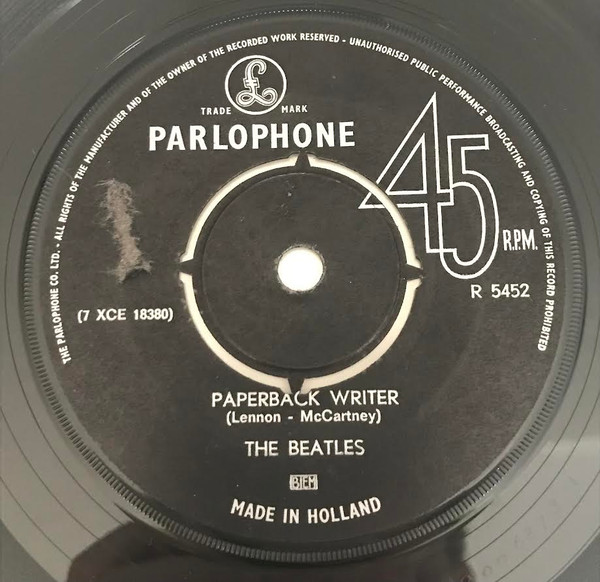 THE PARLOPHONE CO. LTD. - ALL RIGHTS OF THE MANUFACTURER AND OF THE OWNER OF THE RECORDED WORK RESERVED - UNAUTHORISED PUBLIC PERFORMANCE BROADCASTING AND COPYING OF THIS RECORD PROHIBITED
£
TRADE MARK
PARLOPHONE
45
R.P.M.
R 5452
(7 XCE 18380)
PAPERBACK WRITER
(Lennon - McCartney)
THE BEATLES
BIEM
MADE IN HOLLAND